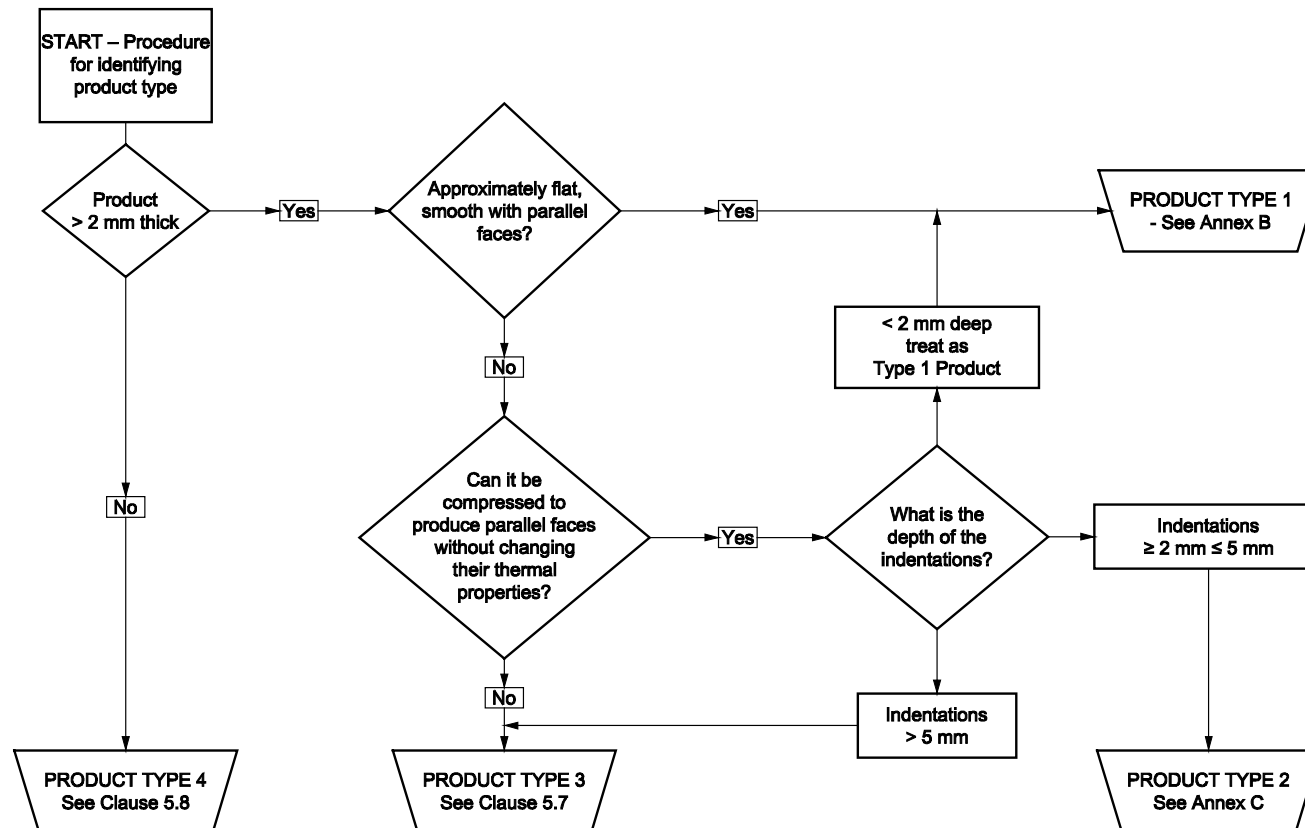 START – Procedure
for identifying
product type
Product
> 2 mm thick
Yes
Approximately flat,
smooth with parallel
faces?
Yes
PRODUCT TYPE 1
- See Annex B
< 2 mm deep
treat as
Type 1 Product
No
No
Can it be
compressed to
produce parallel faces
without changing
their thermal
properties?
Yes
What is the
depth of the
indentations?
Indentations
≥ 2 mm ≤ 5 mm
No
Indentations
> 5 mm
PRODUCT TYPE 4
See Clause 5.8
PRODUCT TYPE 3
See Clause 5.7
PRODUCT TYPE 2
See Annex C